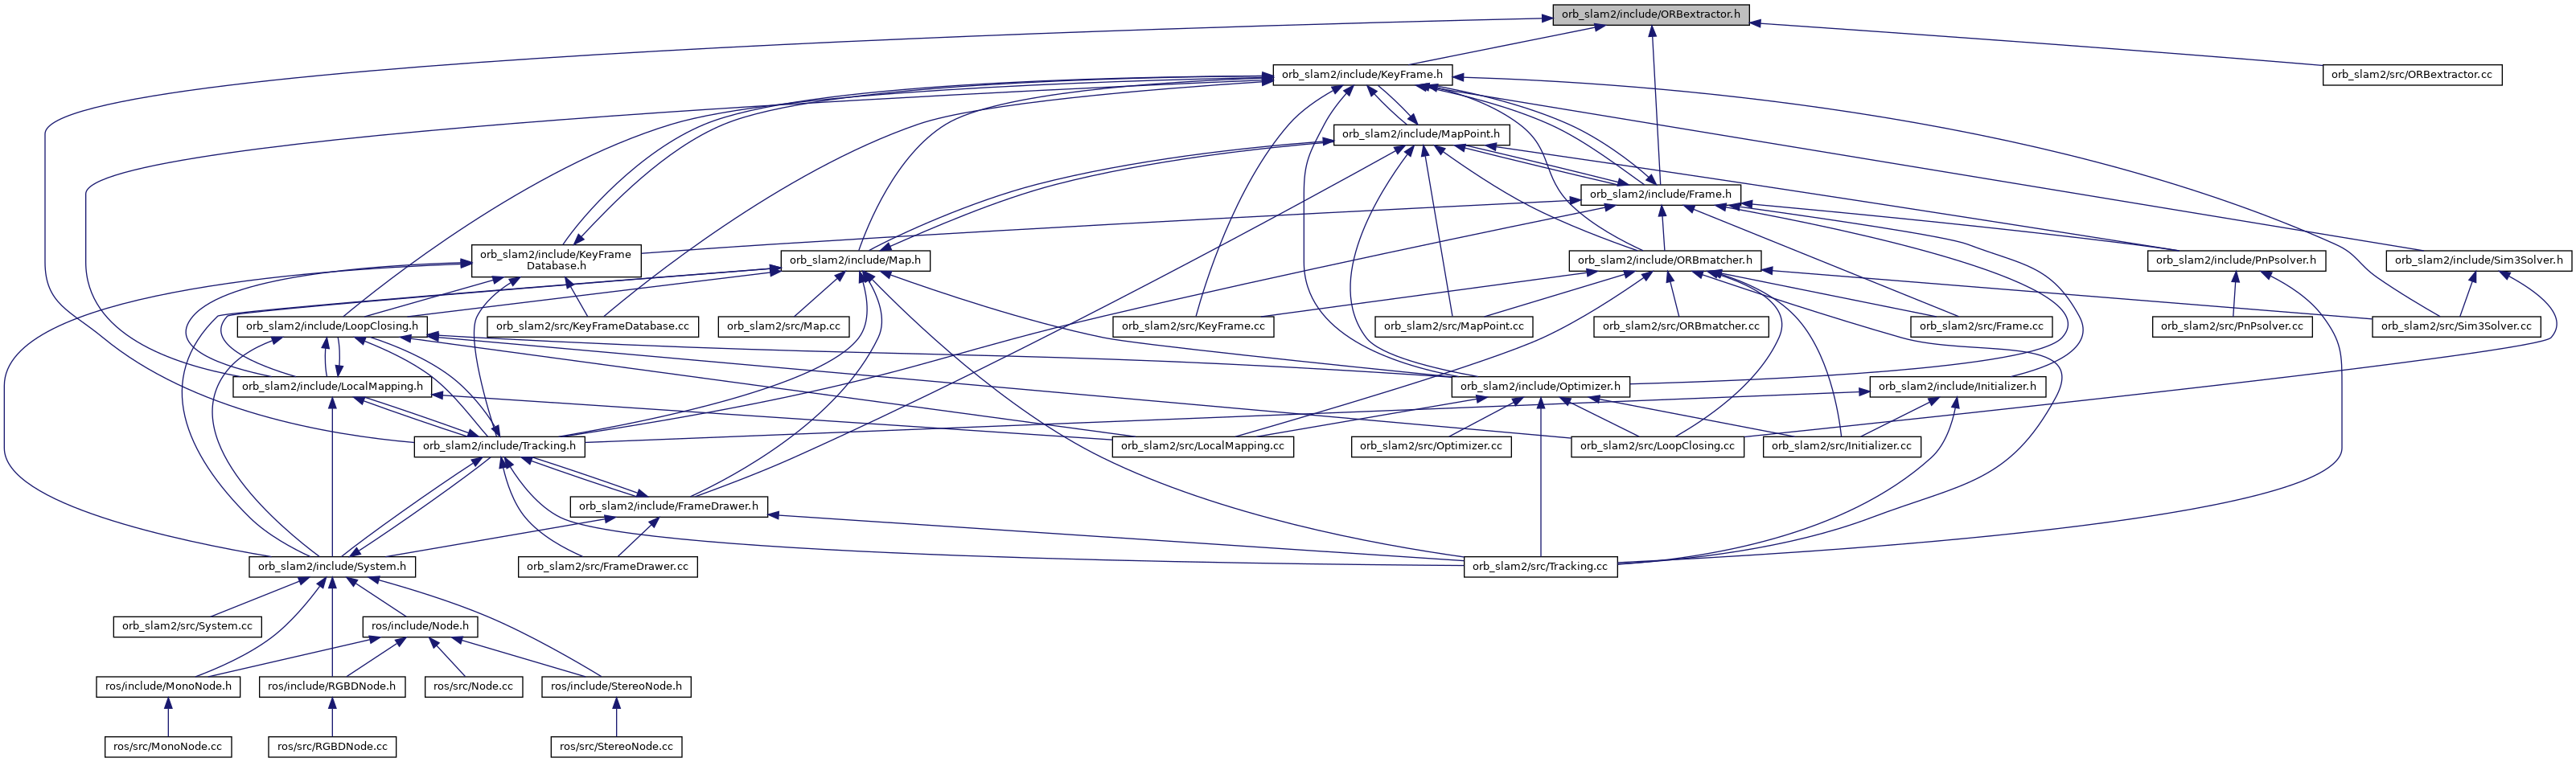 orb_slam2/include/ORBextractor.h
orb_slam2/include/KeyFrame.h
orb_slam2/src/ORBextractor.cc
orb_slam2/include/MapPoint.h
orb_slam2/include/Frame.h
orb_slam2/include/KeyFrame
Database.h
orb_slam2/include/Map.h
orb_slam2/include/ORBmatcher.h
orb_slam2/include/PnPsolver.h
orb_slam2/include/Sim3Solver.h
orb_slam2/include/LoopClosing.h
orb_slam2/src/KeyFrameDatabase.cc
orb_slam2/src/Map.cc
orb_slam2/src/KeyFrame.cc
orb_slam2/src/MapPoint.cc
orb_slam2/src/ORBmatcher.cc
orb_slam2/src/Frame.cc
orb_slam2/src/PnPsolver.cc
orb_slam2/src/Sim3Solver.cc
orb_slam2/include/LocalMapping.h
orb_slam2/include/Optimizer.h
orb_slam2/include/Initializer.h
orb_slam2/include/Tracking.h
orb_slam2/src/LocalMapping.cc
orb_slam2/src/Optimizer.cc
orb_slam2/src/LoopClosing.cc
orb_slam2/src/Initializer.cc
orb_slam2/include/FrameDrawer.h
orb_slam2/include/System.h
orb_slam2/src/FrameDrawer.cc
orb_slam2/src/Tracking.cc
orb_slam2/src/System.cc
ros/include/Node.h
ros/include/MonoNode.h
ros/include/RGBDNode.h
ros/src/Node.cc
ros/include/StereoNode.h
ros/src/MonoNode.cc
ros/src/RGBDNode.cc
ros/src/StereoNode.cc